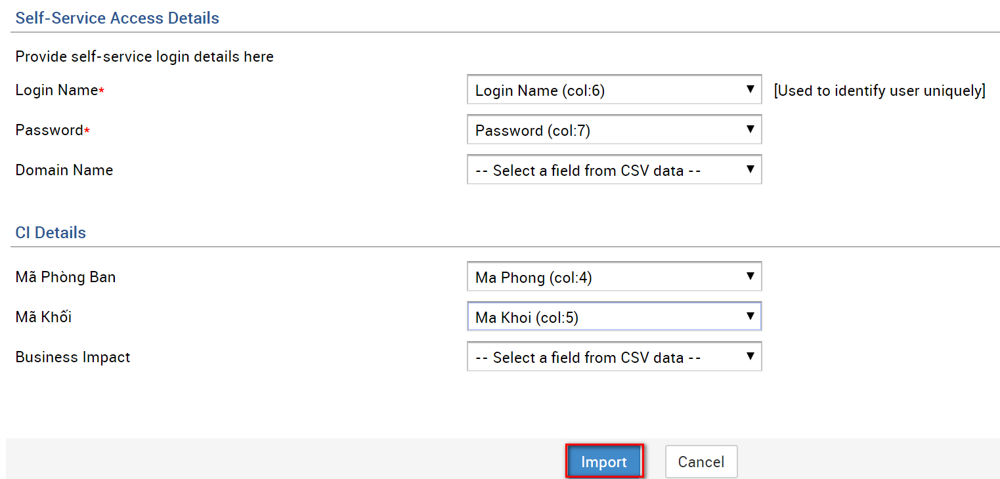 Self-Service Access Details
Provide self-service login details here
Login Name* Login Name (col:6) [Used to identify user uniquely]
Password* Password (col:7)
Domain Name -- Select a field from CSV data --
CI Details
Mã Phòng Ban Ma Phong (col:4)
Mã Khối Ma Khoi (col:5)
Business Impact -- Select a field from CSV data --
Import Cancel